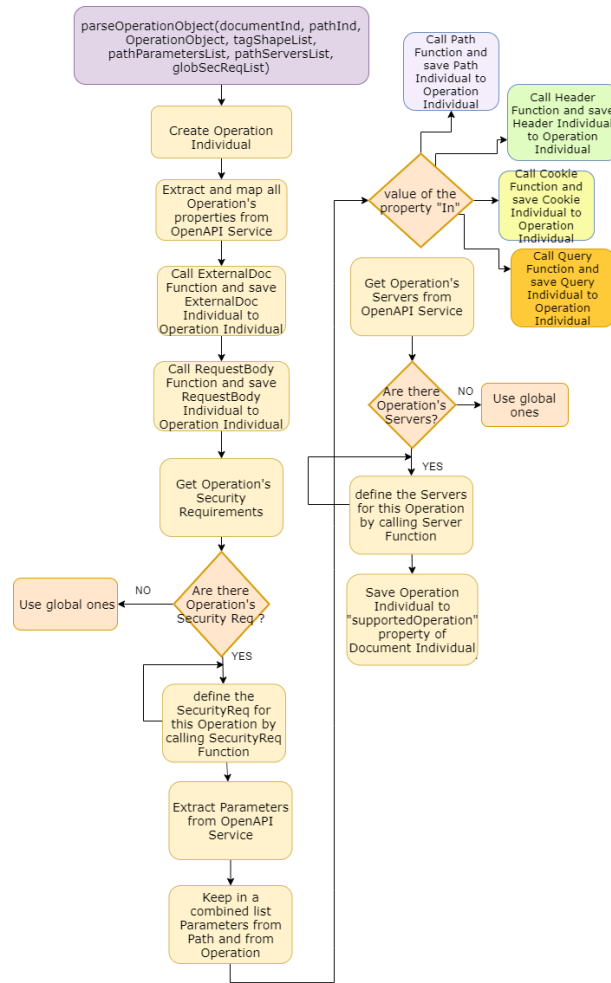 parseOperationObject(documentInd, pathInd,
OperationObject, tagShapeList,
pathParametersList, pathServersList,
globSecReqList)
Create Operation
Individual
Extract and map all
Operation's
properties from
OpenAPI Service
Call ExternalDoc
Function and save
ExternalDoc
Individual to
Operation Individual
Call RequestBody
Function and save
RequestBody
Individual to
Operation Individual
Get Operation's
Security
Requirements
Are there
Operation's
Security Req ?
NO
Use global ones
YES
define the
SecurityReq for
this Operation by
calling SecurityReq
Function
Extract Parameters
from OpenAPI
Service
Keep in a
combined list
Parameters from
Path and from
Operation
value of the
property "In"
Call Path
Function and
save Path
Individual to
Operation
Individual
Call Header
Function and save
Header Individual
to Operation
Individual
Call Cookie
Function and save
Cookie
Individual to
Operation
Individual
Call Query
Function and save
Query
Individual to
Operation
Individual
Get Operation's
Servers from
OpenAPI Service
Are there
Operation's
Servers?
NO
Use global
ones
YES
define the Servers
for this Operation
by calling Server
Function
Save Operation
Individual to
"supportedOperation"
property of
Document Individual.